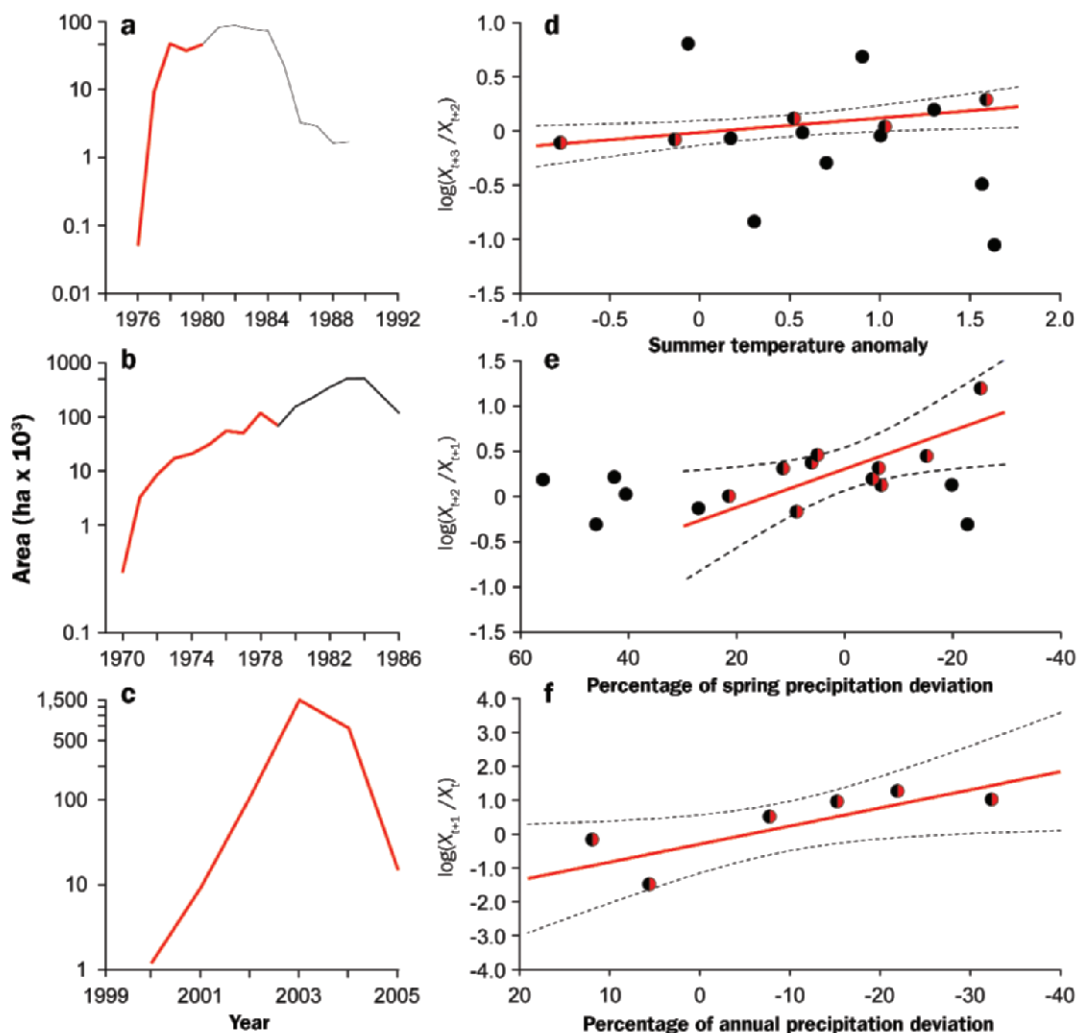 a
100
10
1
0.1
0.01
1976 1980 1984 1988 1992
d
1.0
0.5
0
-0.5
-1.0
-1.5
log(Xt+3 /Xt+2)
-1.0 -0.5 0 0.5 1.0 1.5 2.0
Summer temperature anomaly
b
1000
100
10
1
0.1
1970 1974 1978 1982 1986
Area (ha x 10³)
e
1.5
1.0
0.5
0
-0.5
-1.0
-1.5
log(Xt+2 /Xt+1)
60 40 20 0 -20 -40
Percentage of spring precipitation deviation
c
1,500
500
100
10
1
1999 2001 2003 2005
Year
f
4.0
3.0
2.0
1.0
0
-1.0
-2.0
-3.0
-4.0
log(Xt+1 /Xt)
20 10 0 -10 -20 -30 -40
Percentage of annual precipitation deviation